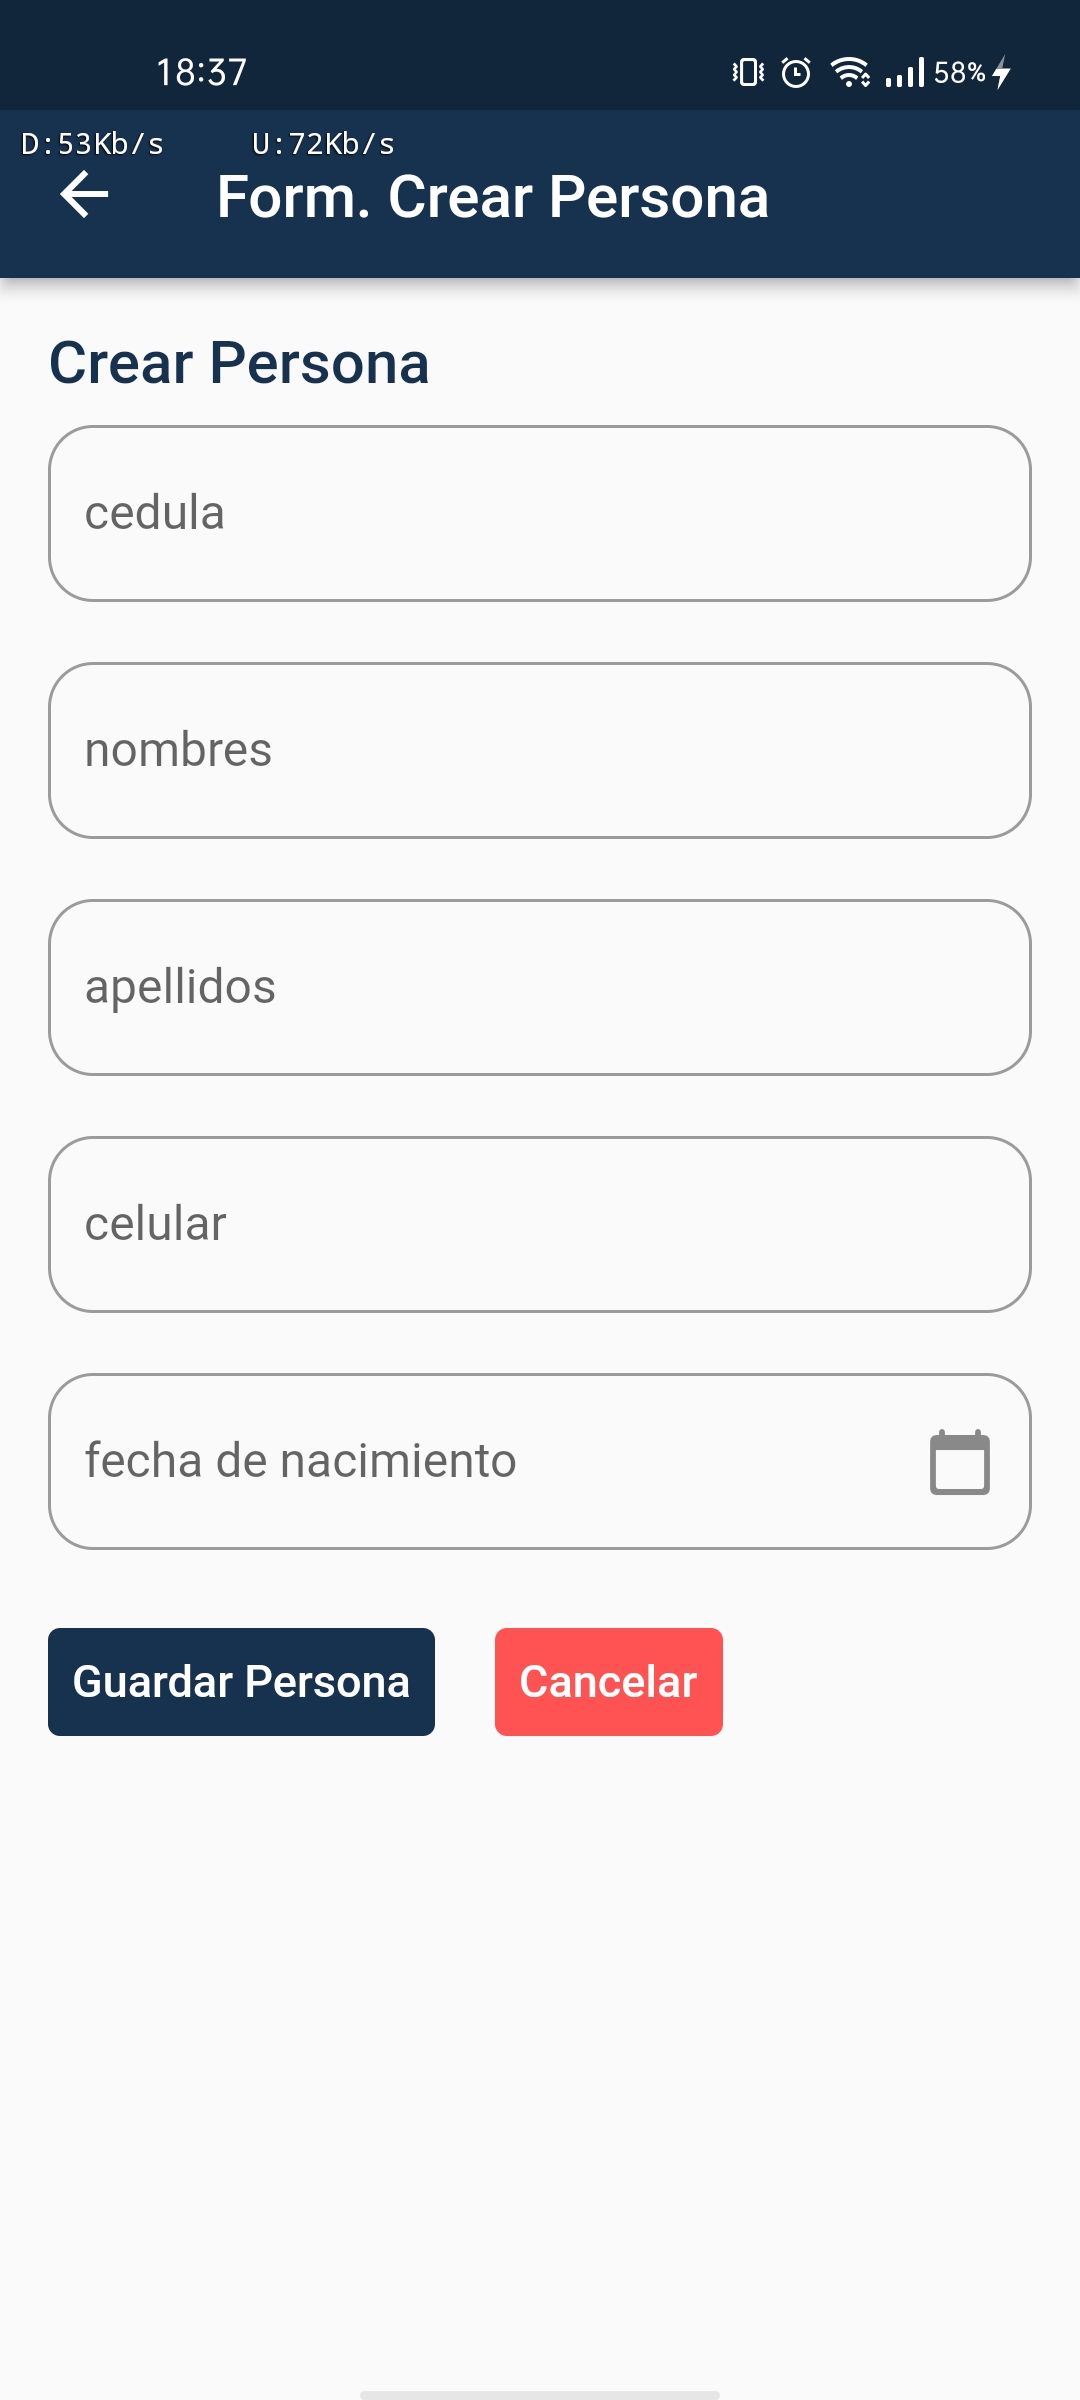 18:37
58%
D:53Kb/s U:72Kb/s
Form. Crear Persona
Crear Persona
cedula
nombres
apellidos
celular
fecha de nacimiento
Guardar Persona
Cancelar